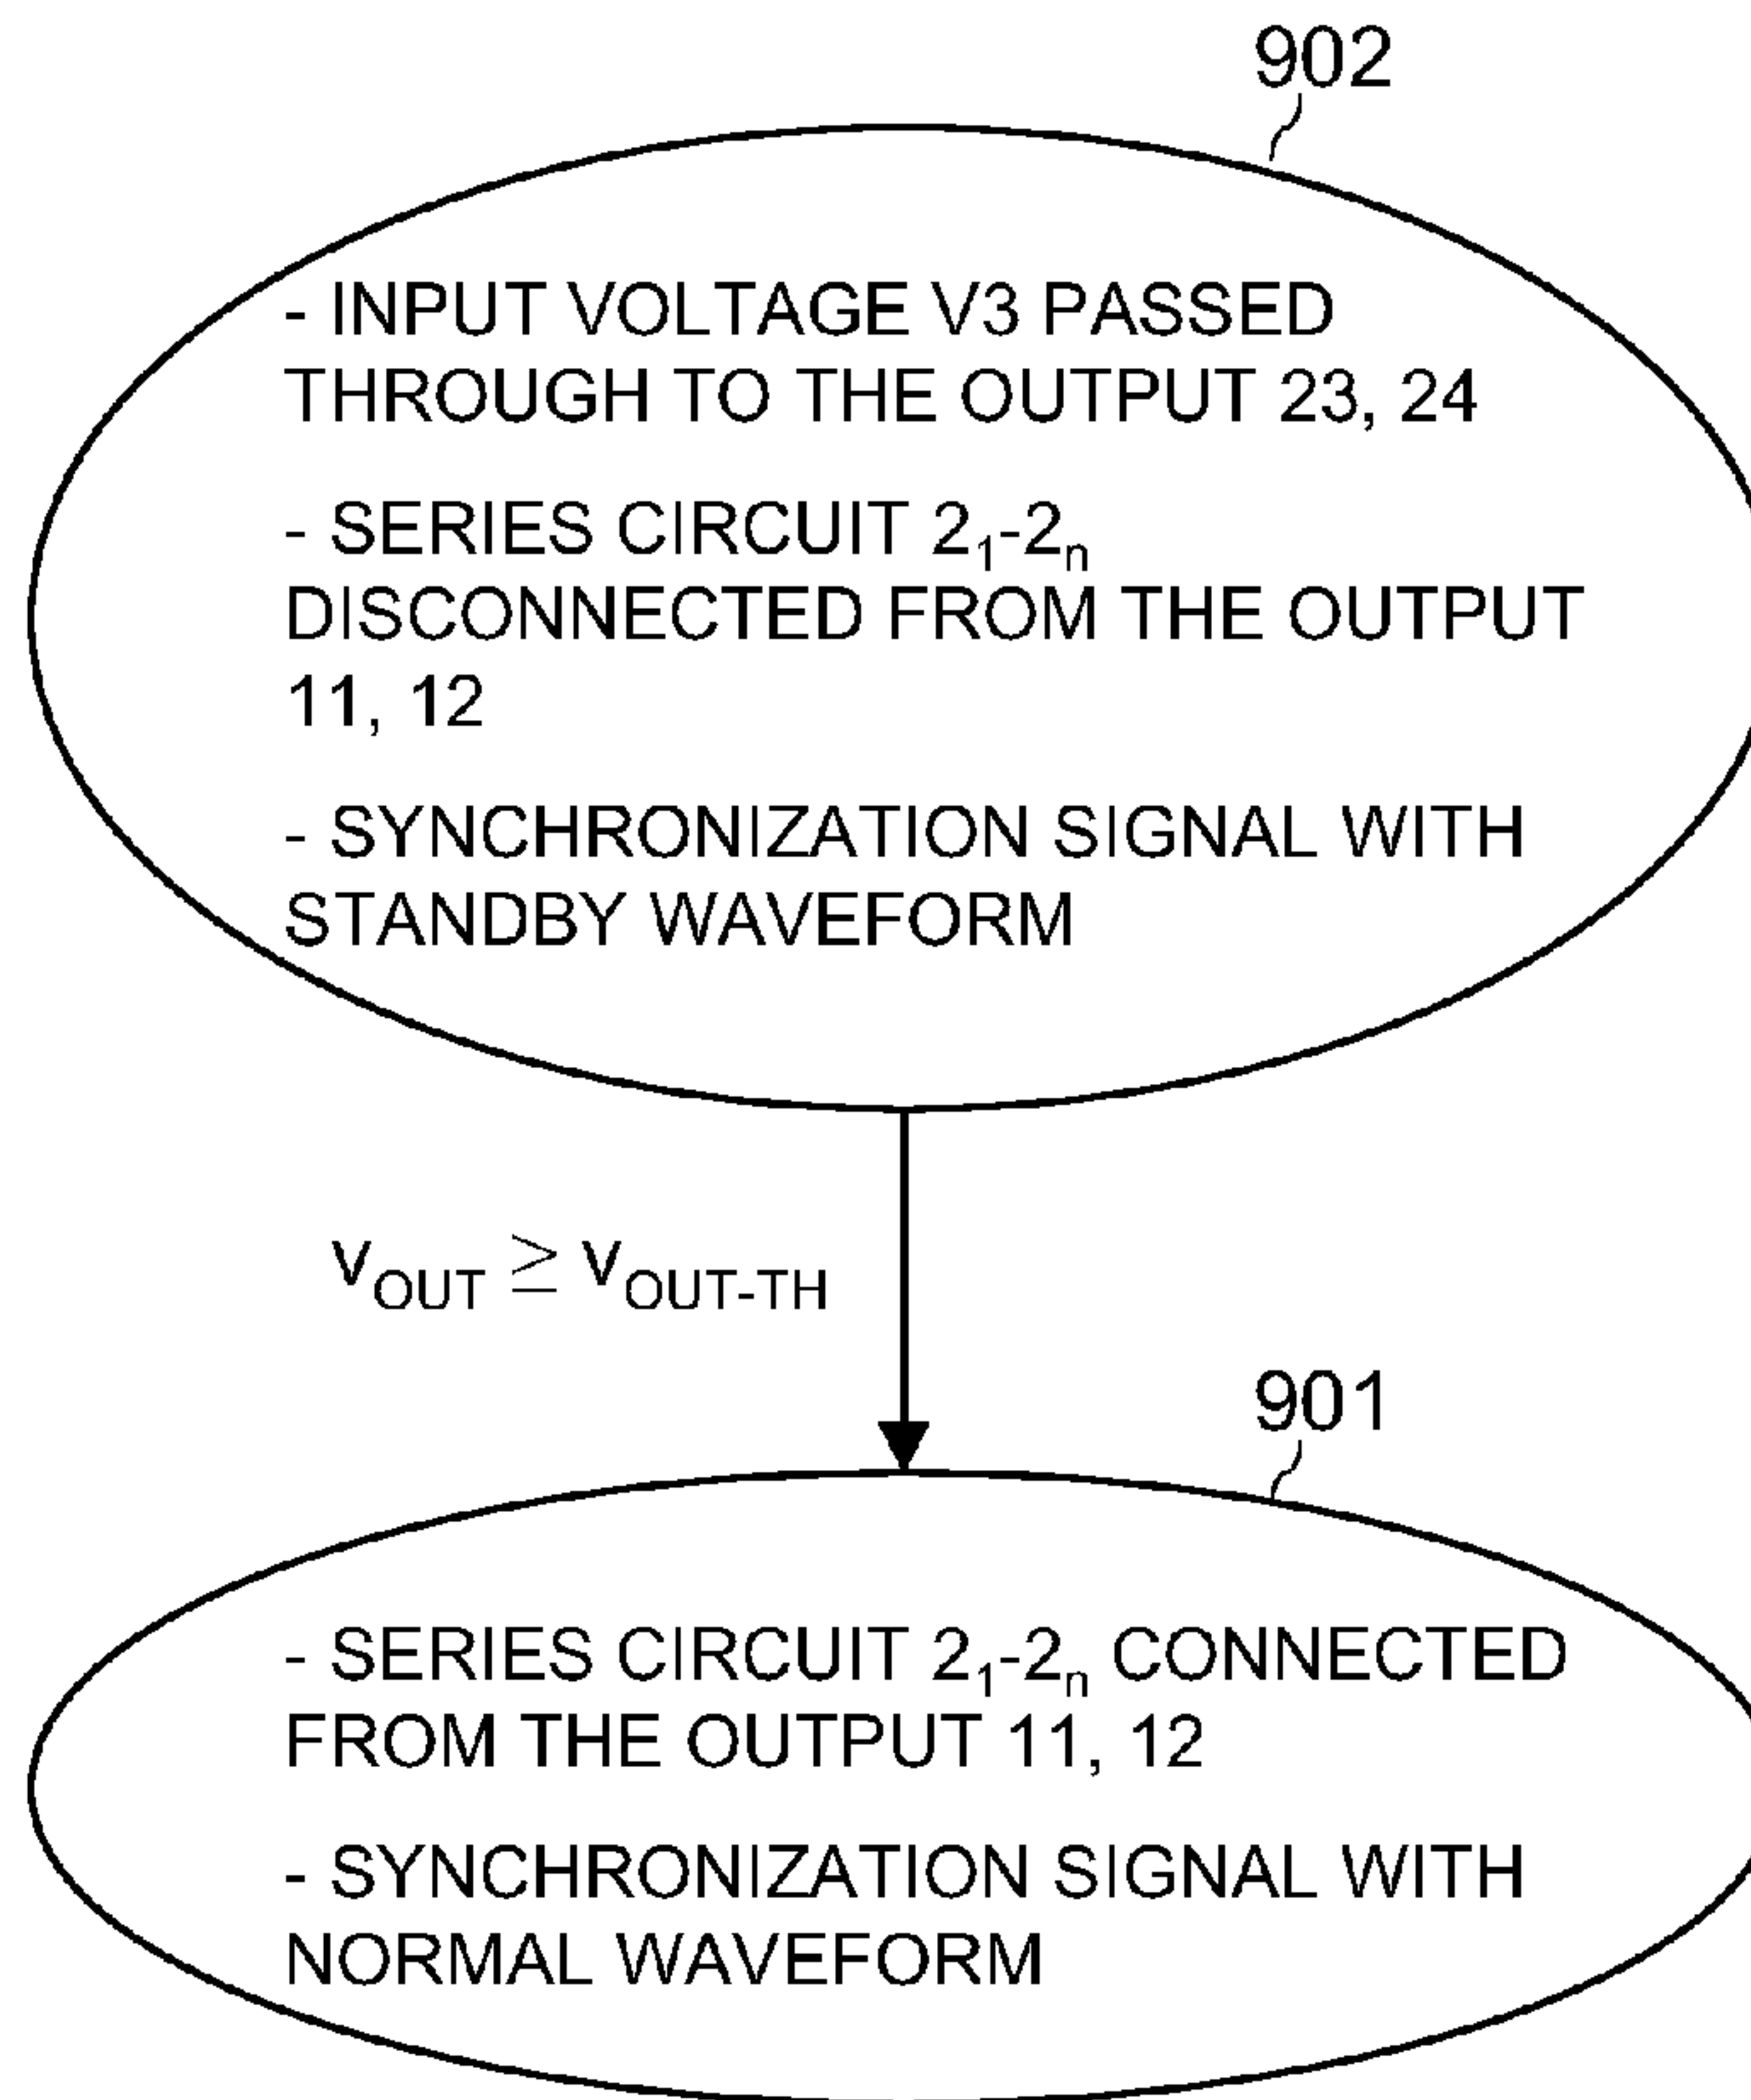 902
- INPUT VOLTAGE V3 PASSED
THROUGH TO THE OUTPUT 23, 24
- SERIES CIRCUIT 2₁-2ₙ
DISCONNECTED FROM THE OUTPUT
11, 12
- SYNCHRONIZATION SIGNAL WITH
STANDBY WAVEFORM
v_OUT ≥ v_OUT-TH
901
- SERIES CIRCUIT 2₁-2ₙ CONNECTED
FROM THE OUTPUT 11, 12
- SYNCHRONIZATION SIGNAL WITH
NORMAL WAVEFORM